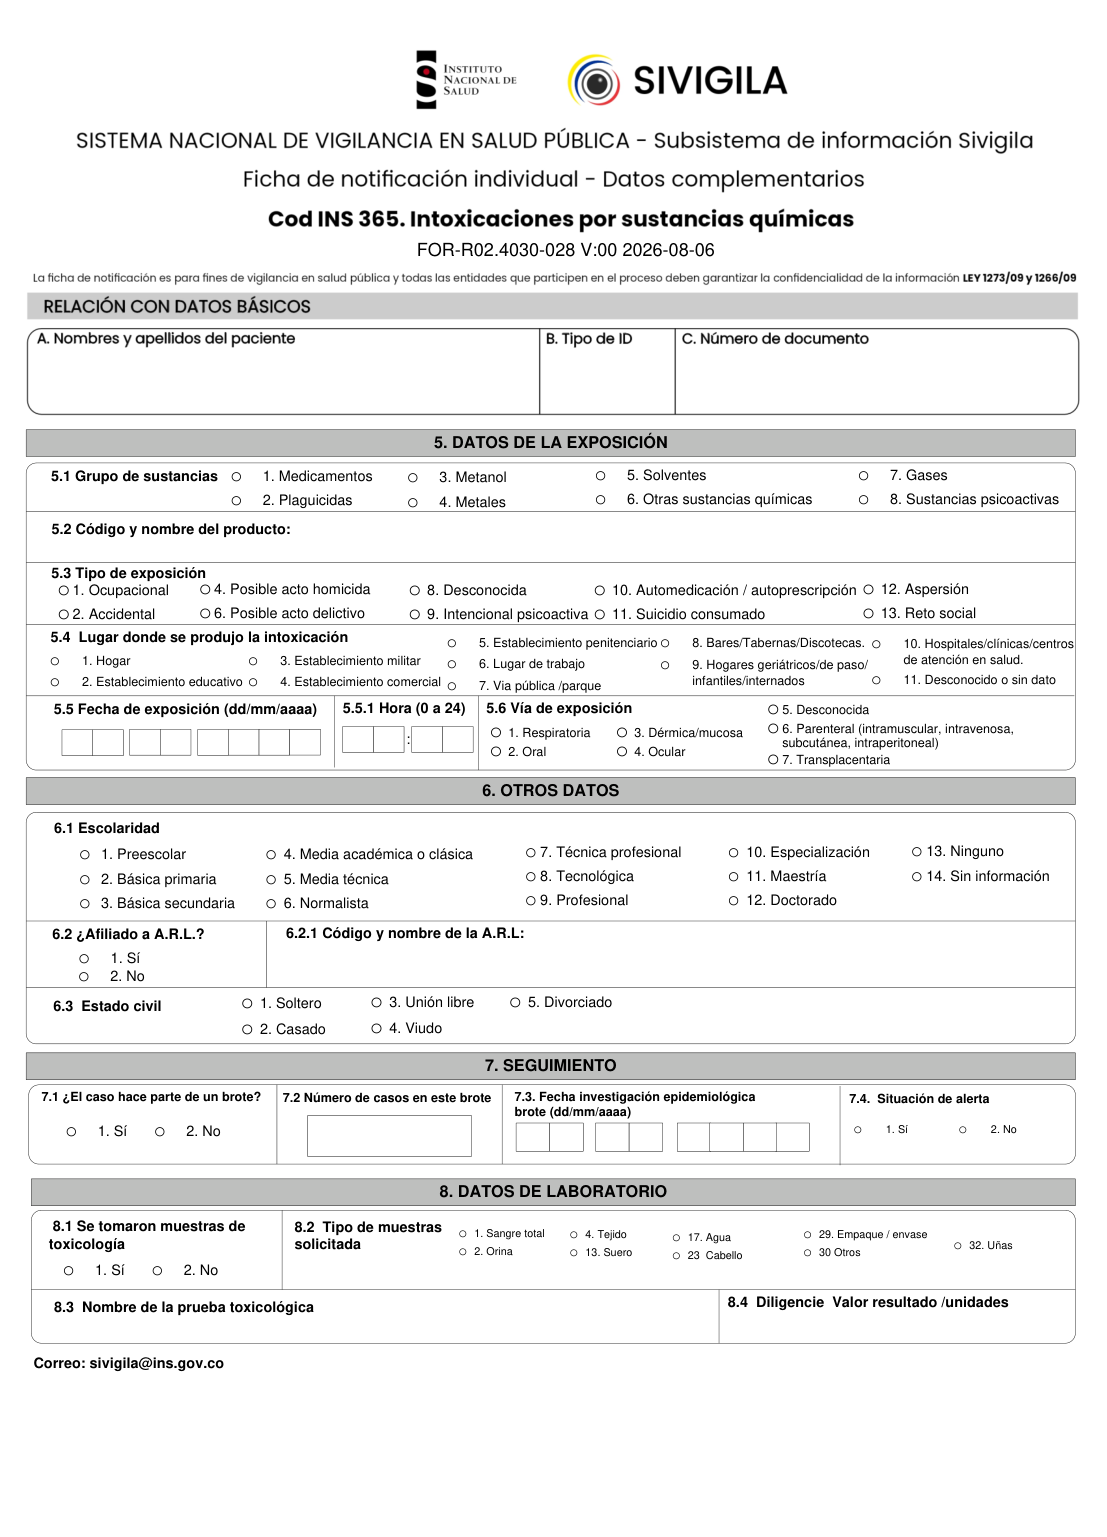 INSTITUTO
NACIONAL DE
SALUD
SIVIGILA
SISTEMA NACIONAL DE VIGILANCIA EN SALUD PÚBLICA - Subsistema de información Sivigila
Ficha de notificación individual - Datos complementarios
Cod INS 365. Intoxicaciones por sustancias químicas
FOR-R02.4030-028 V:00 2026-08-06
La ficha de notificación es para fines de vigilancia en salud pública y todas las entidades que participen en el proceso deben garantizar la confidencialidad de la información LEY 1273/09 y 1266/09
RELACIÓN CON DATOS BÁSICOS
A. Nombres y apellidos del paciente B. Tipo de ID C. Número de documento
5. DATOS DE LA EXPOSICIÓN
5.1 Grupo de sustancias 1. Medicamentos 3. Metanol 5. Solventes 7. Gases
2. Plaguicidas 4. Metales 6. Otras sustancias químicas 8. Sustancias psicoactivas
5.2 Código y nombre del producto:
5.3 Tipo de exposición
1. Ocupacional 4. Posible acto homicida 8. Desconocida 10. Automedicación / autoprescripción 12. Aspersión
2. Accidental 6. Posible acto delictivo 9. Intencional psicoactiva 11. Suicidio consumado 13. Reto social
5.4 Lugar donde se produjo la intoxicación
1. Hogar 3. Establecimiento militar
2. Establecimiento educativo 4. Establecimiento comercial
5. Establecimiento penitenciario
6. Lugar de trabajo
7. Via pública /parque
8. Bares/Tabernas/Discotecas.
9. Hogares geriátricos/de paso/
infantiles/internados
10. Hospitales/clínicas/centros
de atención en salud.
11. Desconocido o sin dato
5.5 Fecha de exposición (dd/mm/aaaa) 5.5.1 Hora (0 a 24)
:
5.6 Vía de exposición
1. Respiratoria 3. Dérmica/mucosa
2. Oral 4. Ocular
5. Desconocida
6. Parenteral (intramuscular, intravenosa,
subcutánea, intraperitoneal)
7. Transplacentaria
6. OTROS DATOS
6.1 Escolaridad
1. Preescolar 4. Media académica o clásica 7. Técnica profesional 10. Especialización 13. Ninguno
2. Básica primaria 5. Media técnica 8. Tecnológica 11. Maestría 14. Sin información
3. Básica secundaria 6. Normalista 9. Profesional 12. Doctorado
6.2 ¿Afiliado a A.R.L.? 6.2.1 Código y nombre de la A.R.L:
1. Sí
2. No
6.3 Estado civil 1. Soltero 3. Unión libre 5. Divorciado
2. Casado 4. Viudo
7. SEGUIMIENTO
7.1 ¿El caso hace parte de un brote?
1. Sí 2. No
7.2 Número de casos en este brote
7.3. Fecha investigación epidemiológica
brote (dd/mm/aaaa)
7.4. Situación de alerta
1. Sí 2. No
8. DATOS DE LABORATORIO
8.1 Se tomaron muestras de
toxicología
1. Sí 2. No
8.2 Tipo de muestras
solicitada
1. Sangre total 4. Tejido 17. Agua 29. Empaque / envase 32. Uñas
2. Orina 13. Suero 23 Cabello 30 Otros
8.3 Nombre de la prueba toxicológica 8.4 Diligencie Valor resultado /unidades
Correo: sivigila@ins.gov.co